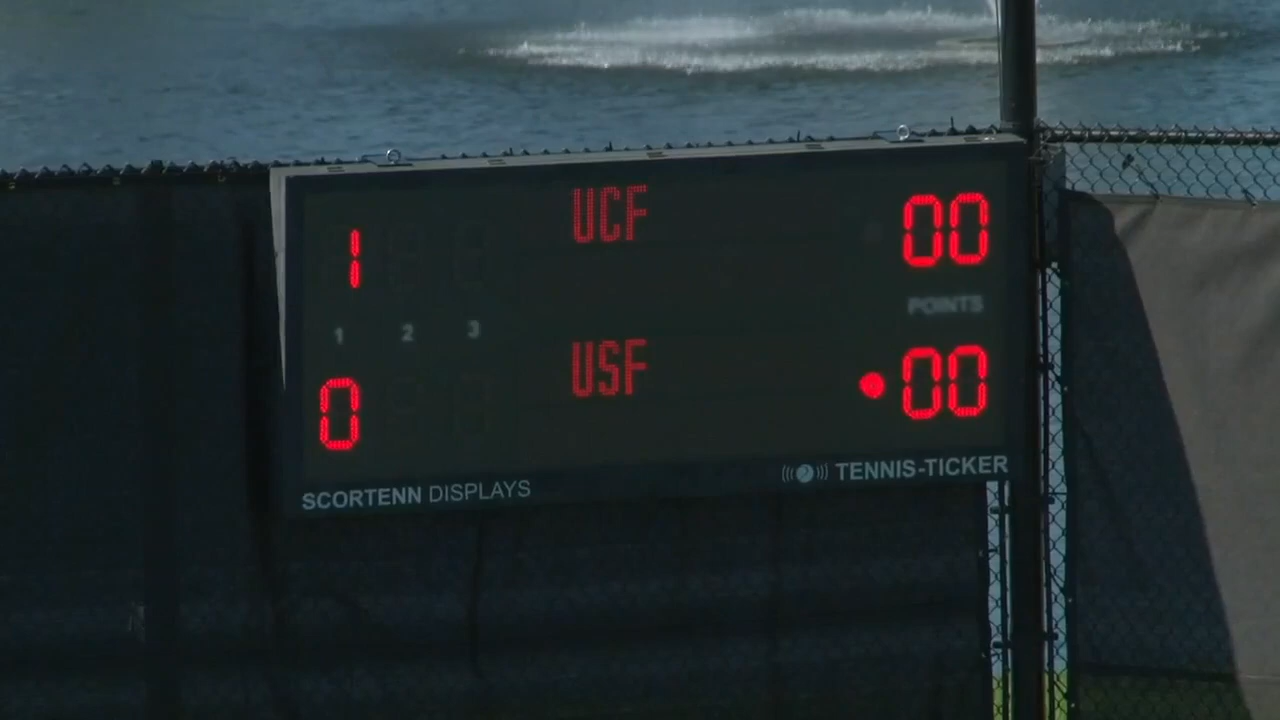 UCF
1 00
POINTS
1 2 3
USF
0 00
SCORTENN DISPLAYS
TENNIS-TICKER